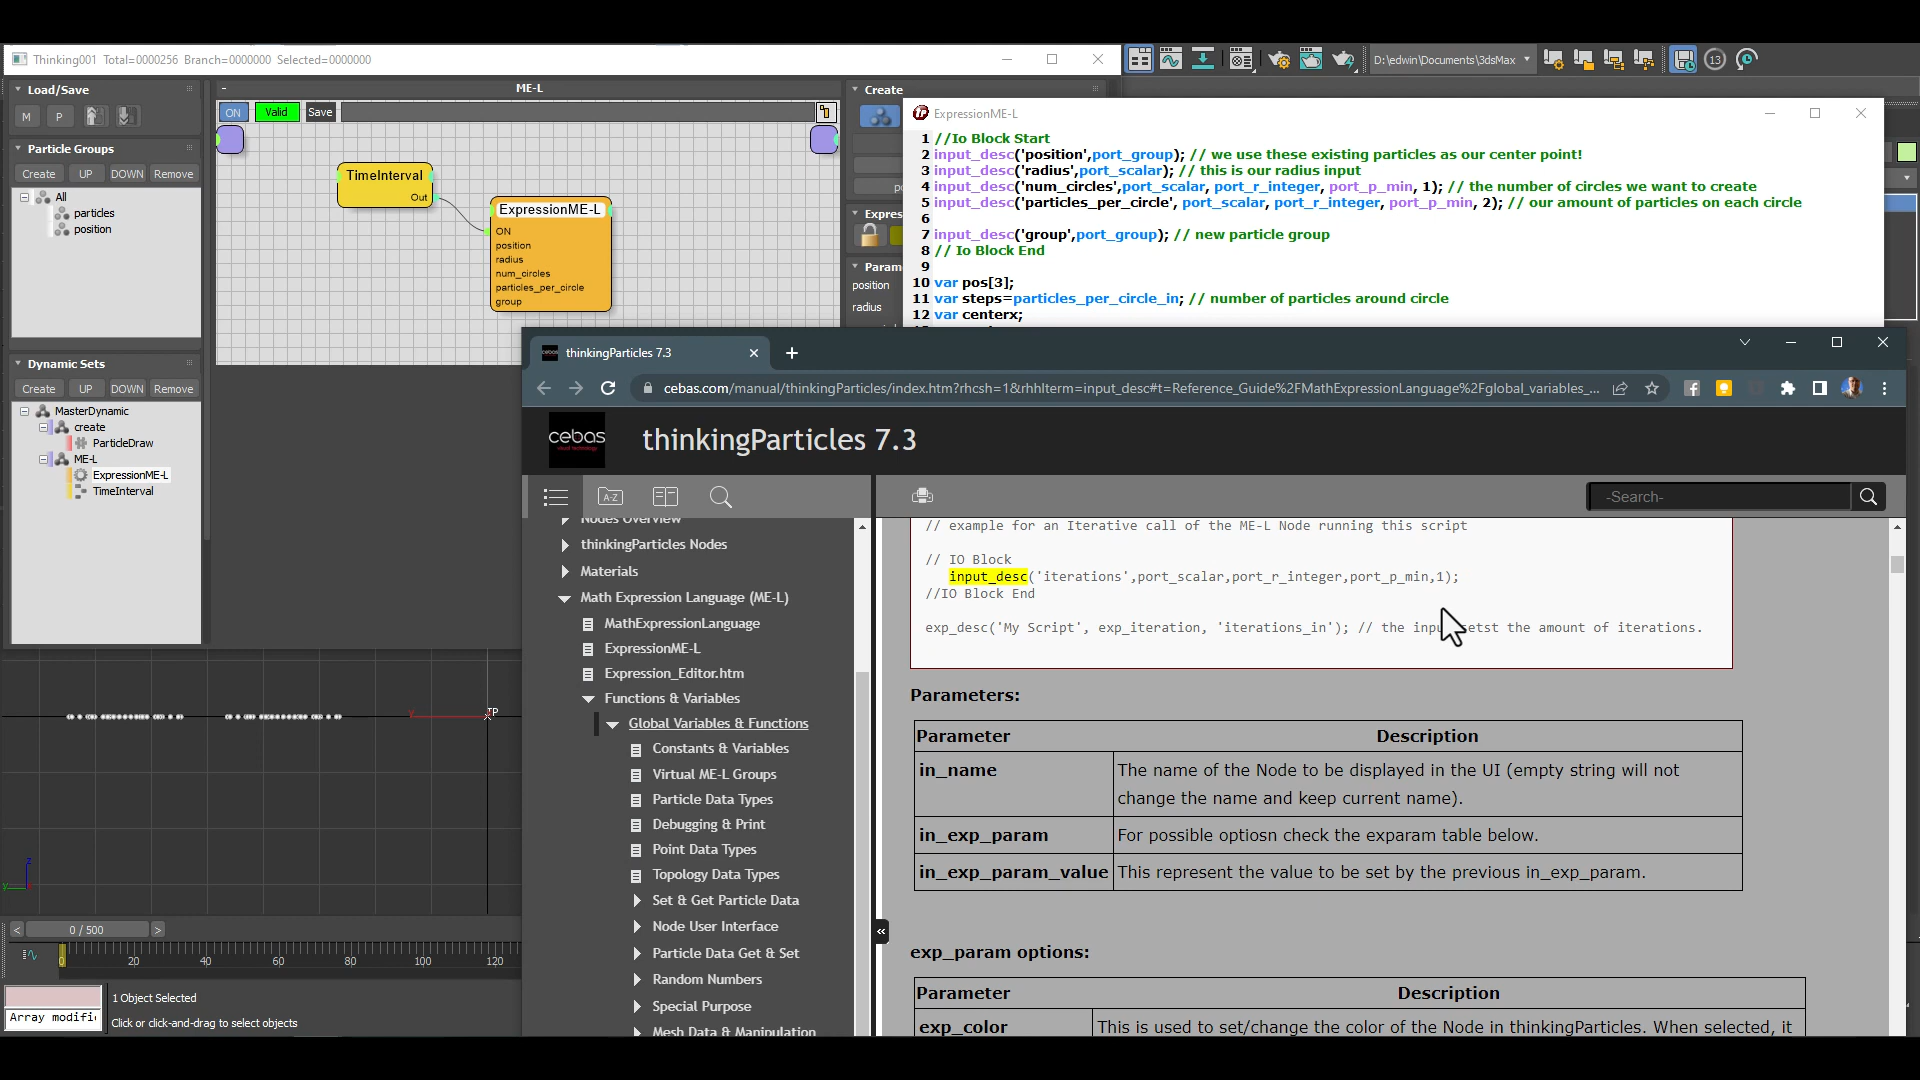 Thinking001 Total=0000256 Branch=0000000 Selected=0000000
Load/Save
M
P
Particle Groups
Create UP DOWN Remove
All
particles
position
Dynamic Sets
Create UP DOWN Remove
MasterDynamic
create
ParticleDraw
ME-L
ExpressionME-L
TimeInterval
- ME-L
ON Valid Save
TimeInterval
Out
ExpressionME-L
ON
position
radius
num_circles
particles_per_circle
group
Create
position
radius
D:\edwin\Documents\3dsMax
13
ExpressionME-L
1 //Io Block Start
2 input_desc('position',port_group); // we use these existing particles as our center point!
3 input_desc('radius',port_scalar); // this is our radius input
4 input_desc('num_circles',port_scalar, port_r_integer, port_p_min, 1); // the number of circles we want to create
5 input_desc('particles_per_circle', port_scalar, port_r_integer, port_p_min, 2); // our amount of particles on each circle
6
7 input_desc('group',port_group); // new particle group
8 // Io Block End
9
10 var pos[3];
11 var steps=particles_per_circle_in; // number of particles around circle
12 var centerx;
thinkingParticles 7.3
cebas.com/manual/thinkingParticles/index.htm?rhcsh=1&rhhlterm=input_desc#t=Reference_Guide%2FMathExpressionLanguage%2Fglobal_variables_...
cebas
thinkingParticles 7.3
A-Z
-Search-
Nodes Overview
thinkingParticles Nodes
Materials
Math Expression Language (ME-L)
MathExpressionLanguage
ExpressionME-L
Expression_Editor.htm
Functions & Variables
Global Variables & Functions
Constants & Variables
Virtual ME-L Groups
Particle Data Types
Debugging & Print
Point Data Types
Topology Data Types
Set & Get Particle Data
Node User Interface
Particle Data Get & Set
Random Numbers
Special Purpose
Mesh Data & Manipulation
// example for an Iterative call of the ME-L Node running this script
// IO Block
input_desc('iterations',port_scalar,port_r_integer,port_p_min,1);
//IO Block End
exp_desc('My Script', exp_iteration, 'iterations_in'); // the setst the amount of iterations.
Parameters:
Parameter Description
in_name The name of the Node to be displayed in the UI (empty string will not
change the name and keep current name).
in_exp_param For possible optiosn check the exparam table below.
in_exp_param_value This represent the value to be set by the previous in_exp_param.
exp_param options:
Parameter Description
exp_color This is used to set/change the color of the Node in thinkingParticles. When selected, it
TP
Y
z
y
0 / 500
0 20 40 60 80 100 120
1 Object Selected
Click or click-and-drag to select objects